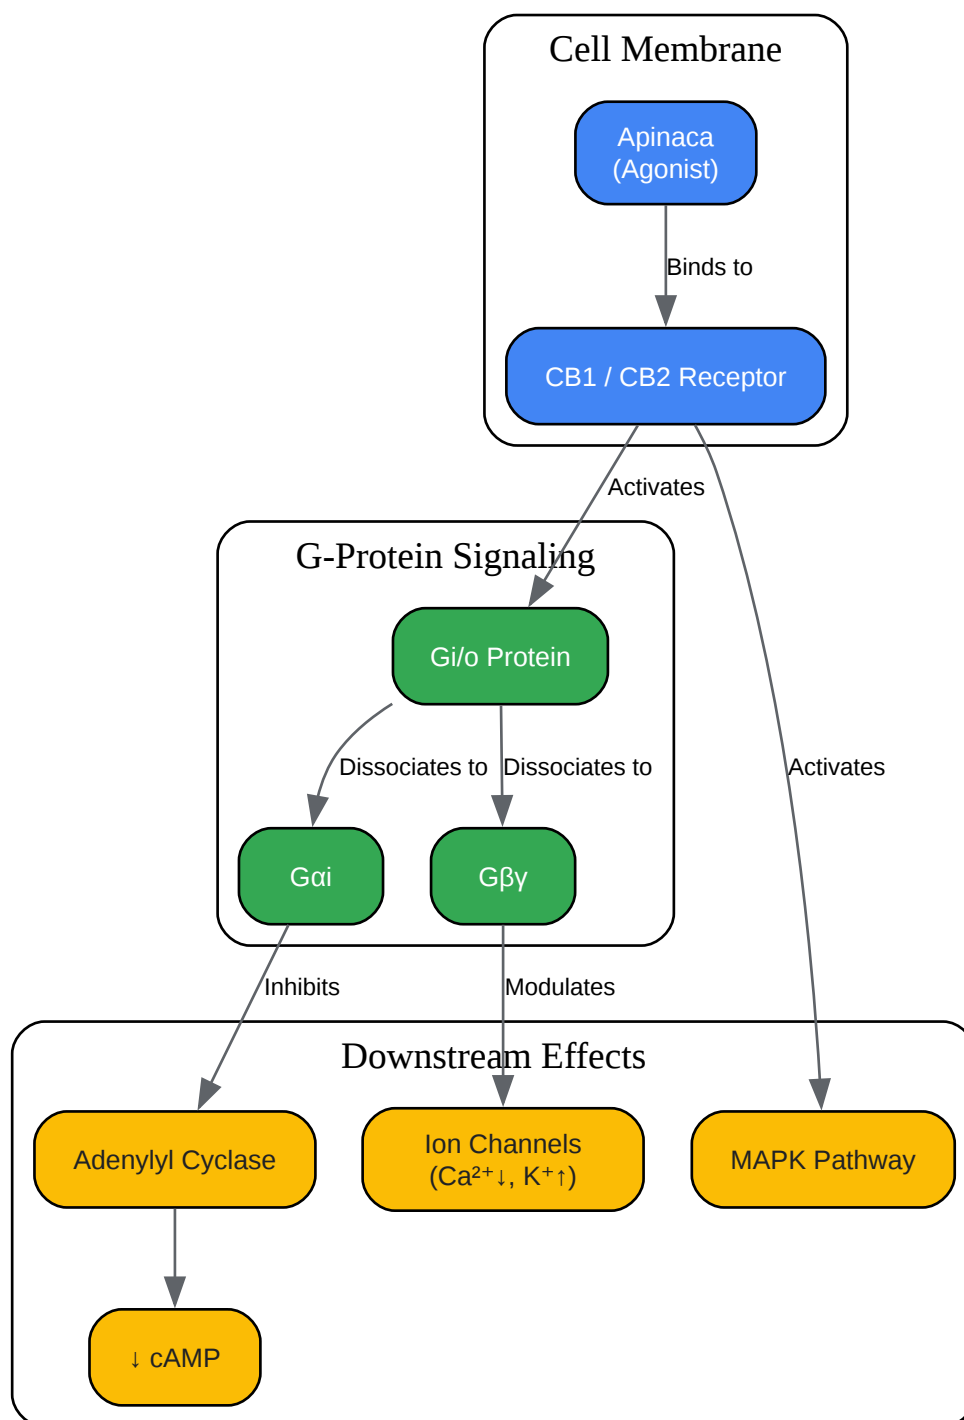 Cell Membrane
Apinaca
(Agonist)
Binds to
CB1 / CB2 Receptor
Activates
G-Protein Signaling
Gi/o Protein
Dissociates to
Dissociates to
Activates
Gαi
Gβγ
Inhibits
Modulates
Downstream Effects
Adenylyl Cyclase
Ion Channels
(Ca²⁺↓, K⁺↑)
MAPK Pathway
↓ cAMP